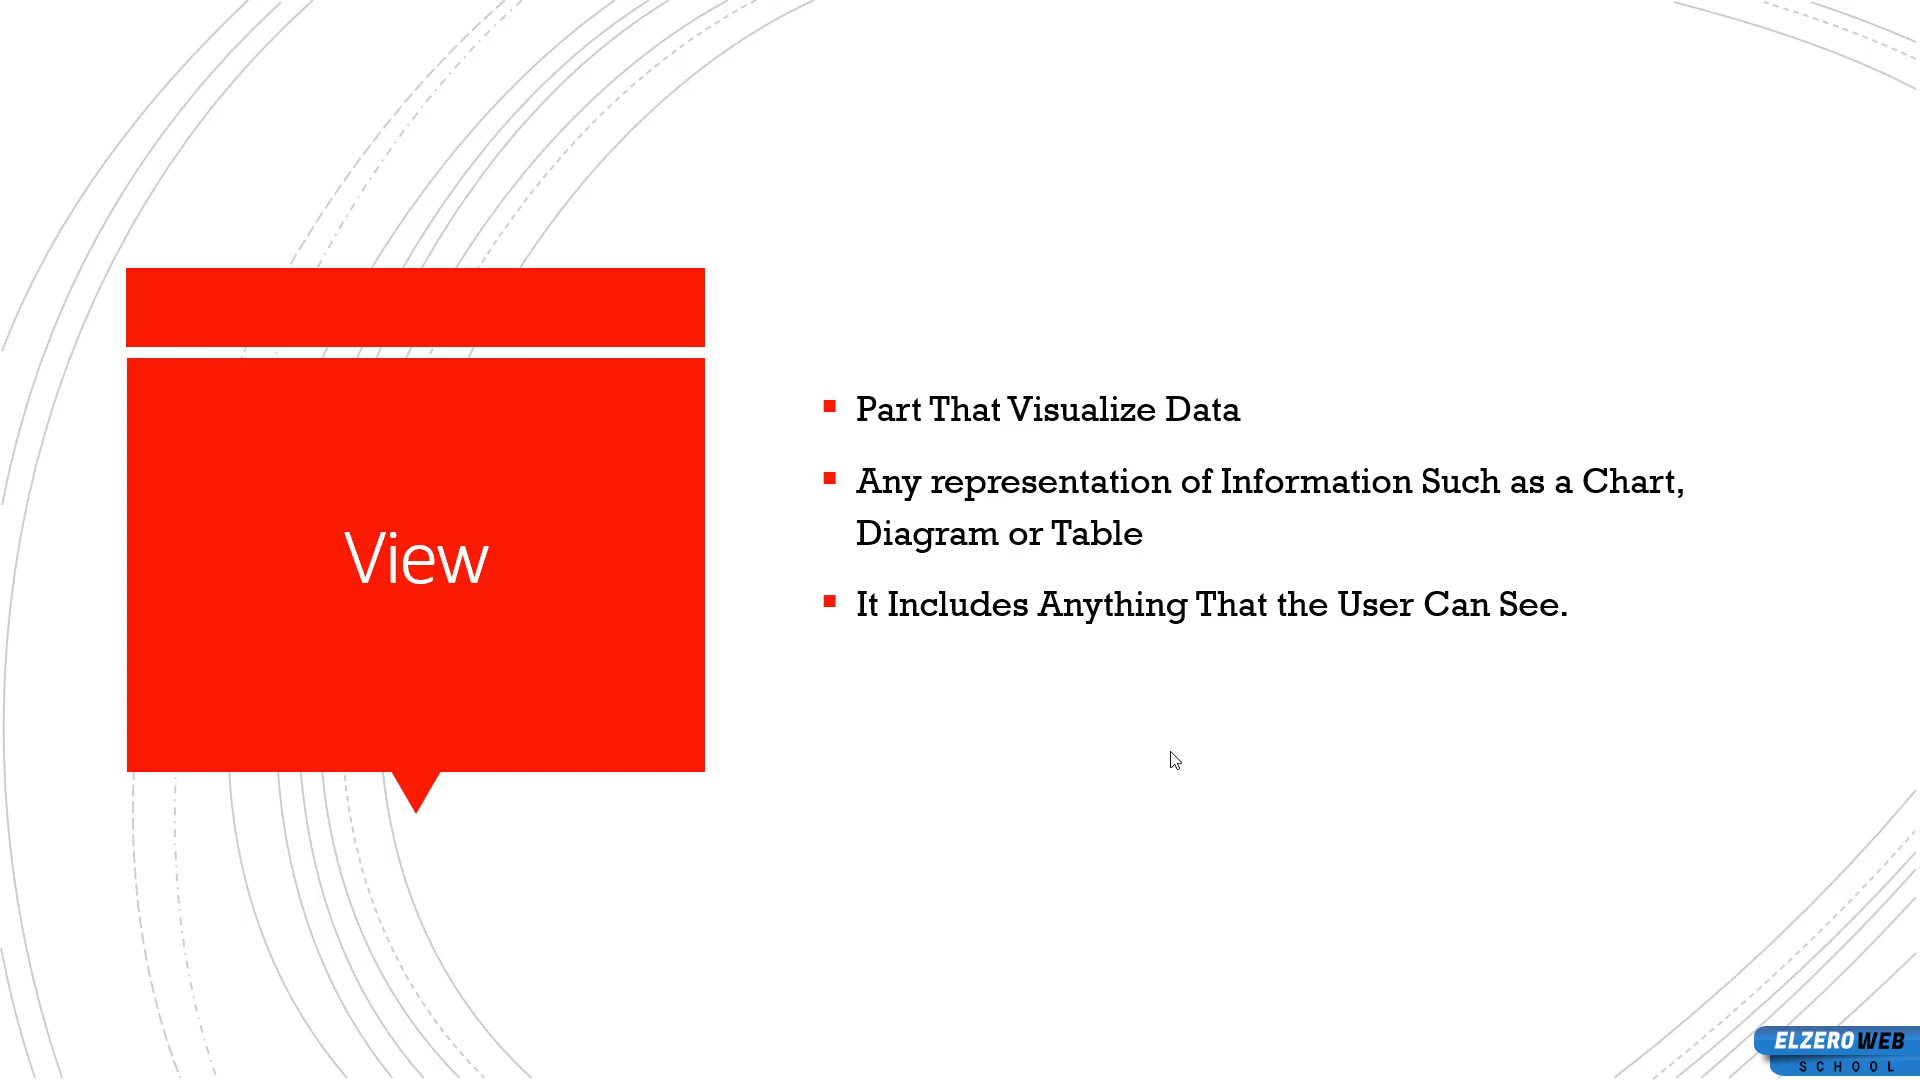 View
Part That Visualize Data
Any representation of Information Such as a Chart,
Diagram or Table
It Includes Anything That the User Can See.
ELZERO WEB
SCHOOL